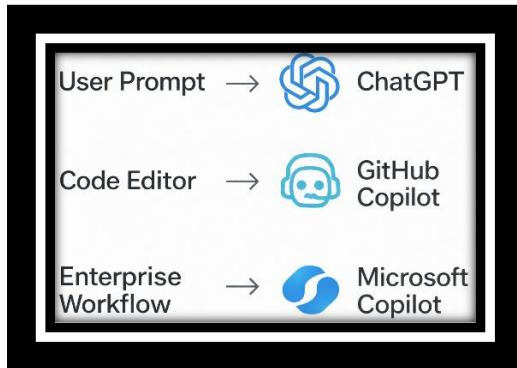 User Prompt → ChatGPT
Code Editor → GitHub
Copilot
Enterprise
Workflow → Microsoft
Copilot